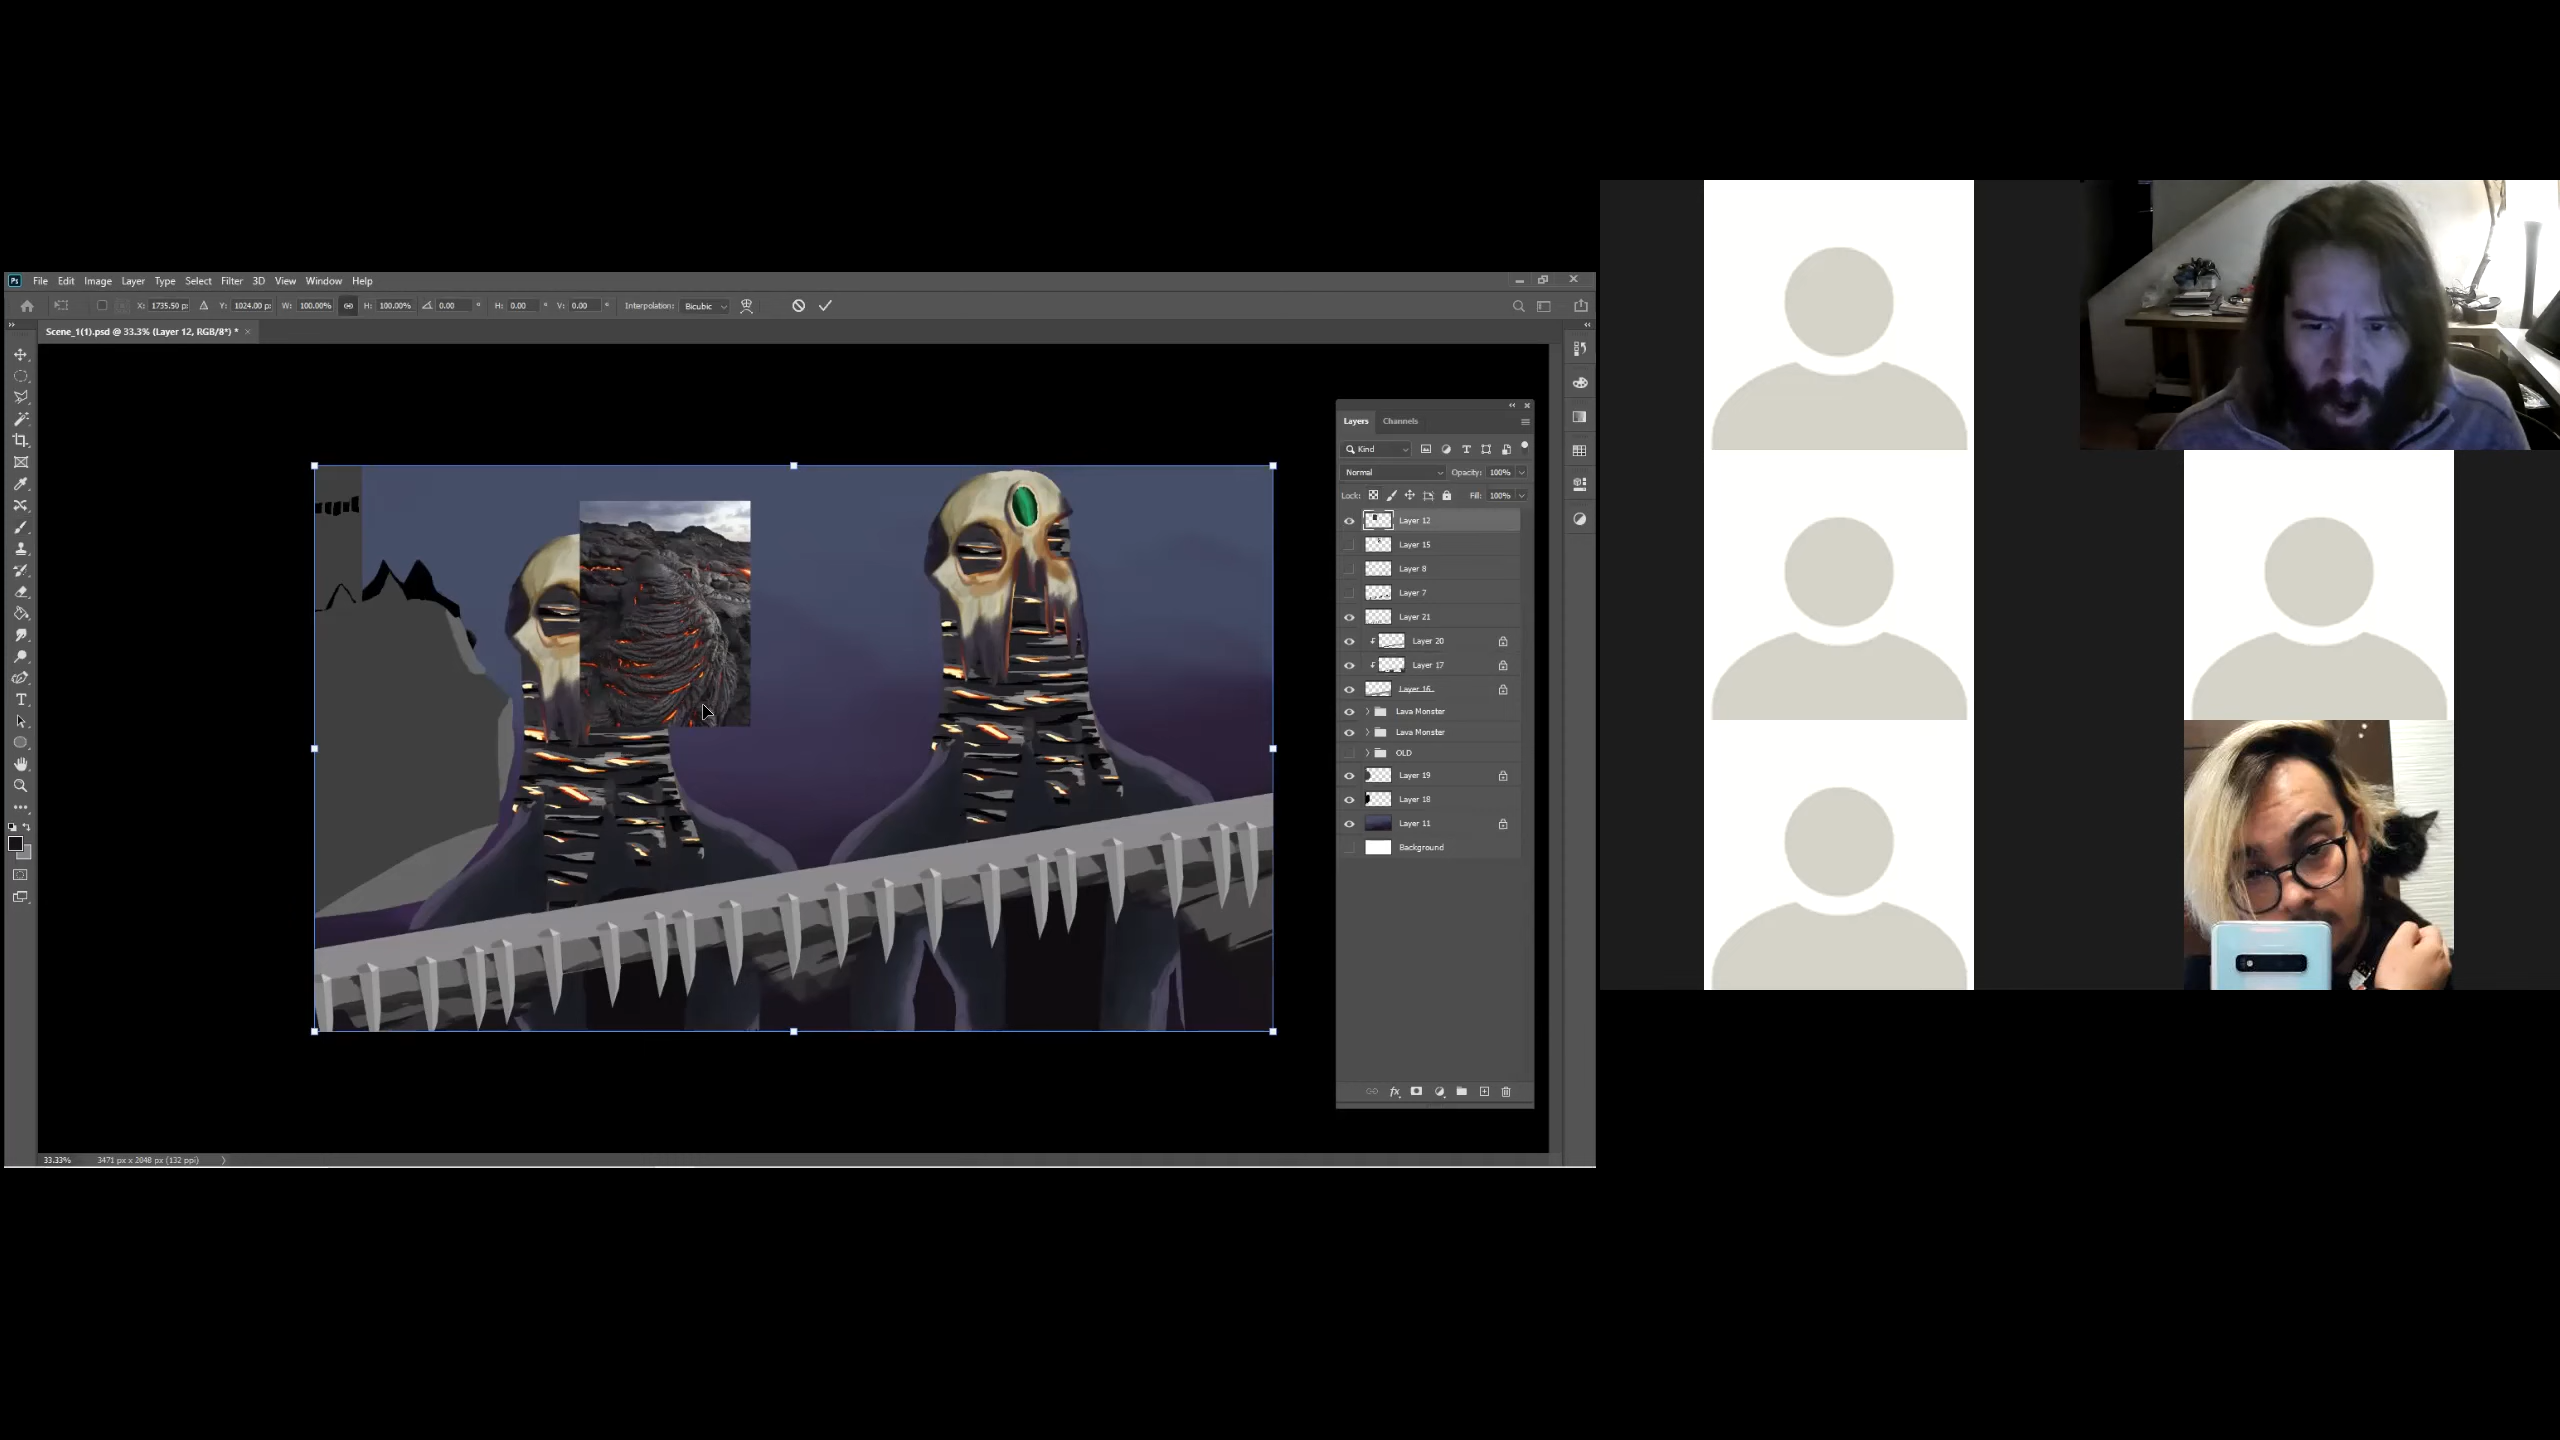 Ps File Edit Image Layer Type Select Filter 3D View Window Help
X: 1735.50 p: Y: 1024.00 p: W: 100.00% H: 100.00% 0.00 ° H: 0.00 ° V: 0.00 ° Interpolation: Bicubic
Scene_1(1).psd @ 33.3% (Layer 12, RGB/8*) * ×
Layers Channels
Kind
Normal Opacity: 100%
Lock: Fill: 100%
Layer 12
Layer 15
Layer 8
Layer 7
Layer 21
Layer 20
Layer 17
Layer 16
Lava Monster
Lava Monster
OLD
Layer 19
Layer 18
Layer 11
Background
fx
33.33% 3471 px x 2048 px (132 ppi)